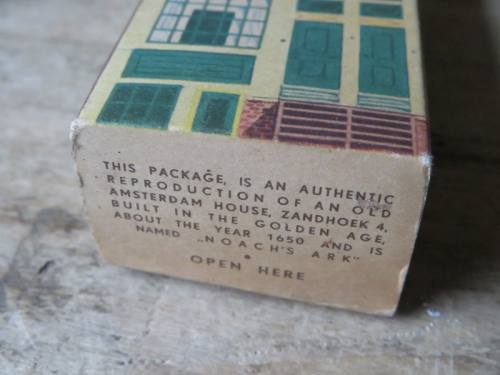 THIS PACKAGE, IS AN AUTHENTIC
REPRODUCTION OF AN OLD
AMSTERDAM HOUSE, ZANDHOEK 4,
BUILT IN THE GOLDEN AGE,
ABOUT THE YEAR 1650 AND IS
NAMED „NOACH'S ARK"
OPEN HERE